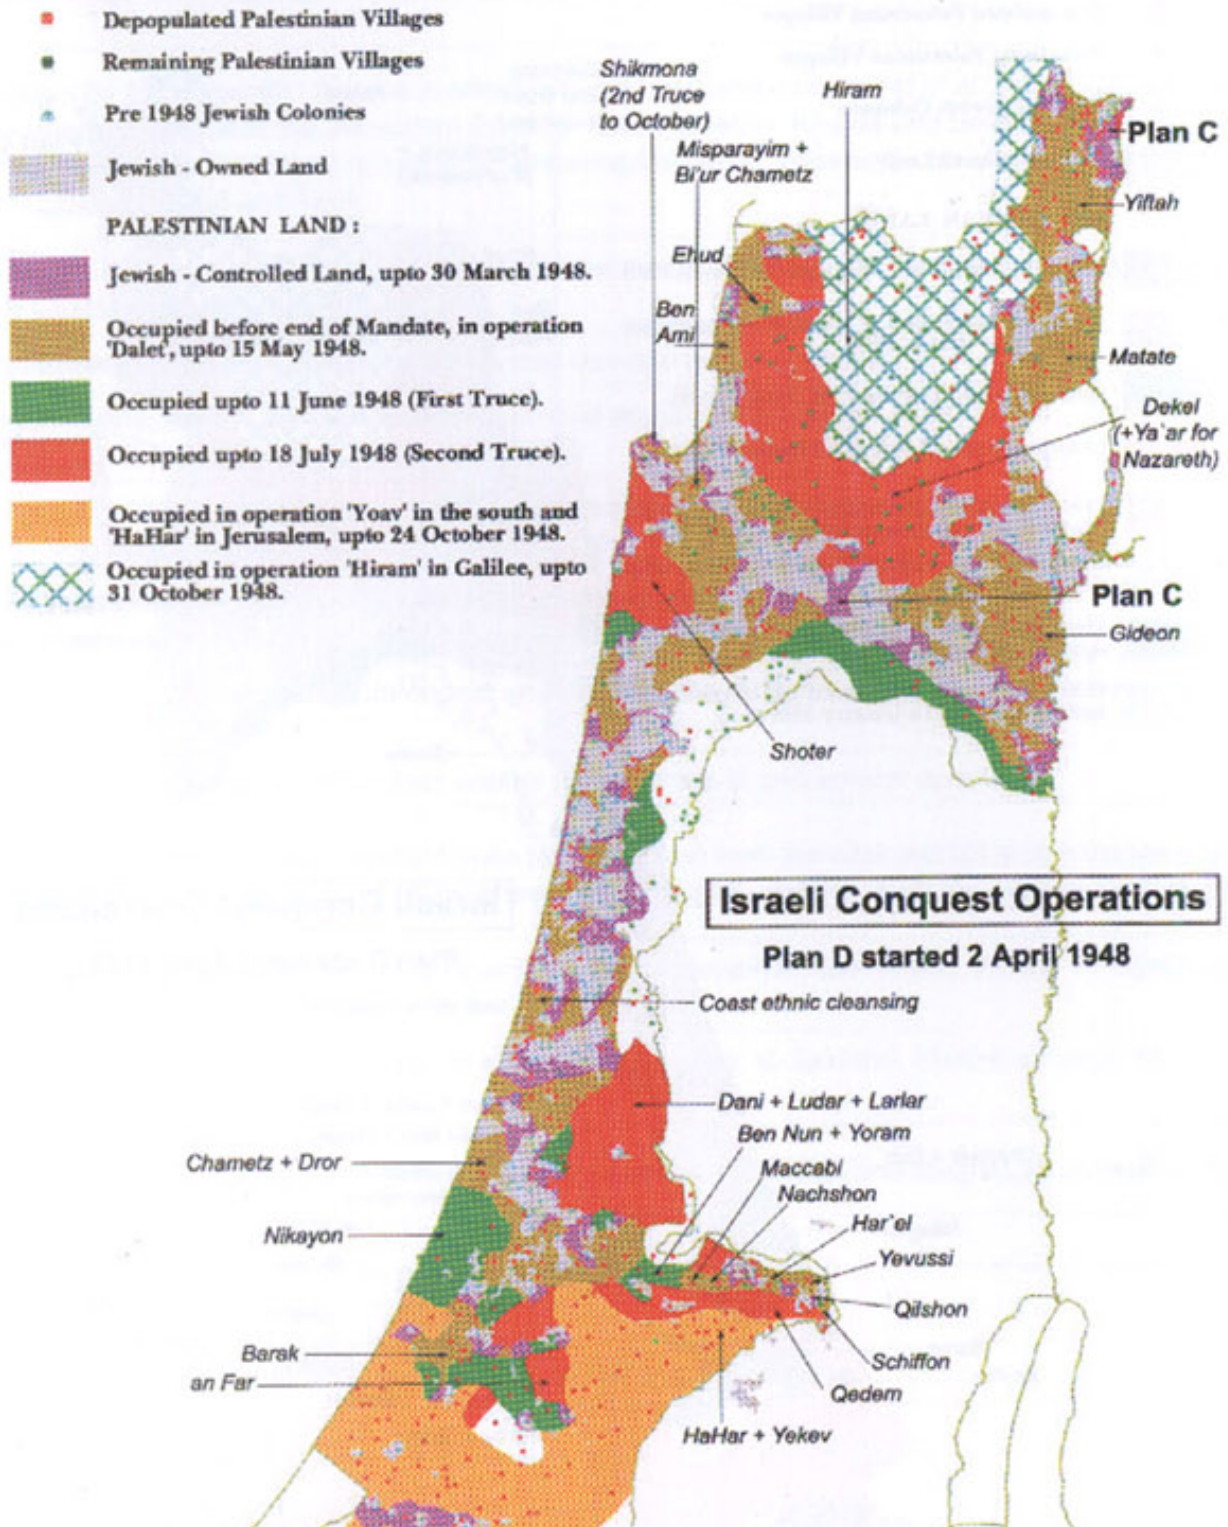 Depopulated Palestinian Villages
Remaining Palestinian Villages
Pre 1948 Jewish Colonies
Jewish - Owned Land
PALESTINIAN LAND :
Jewish - Controlled Land, upto 30 March 1948.
Occupied before end of Mandate, in operation
'Dalet', upto 15 May 1948.
Occupied upto 11 June 1948 (First Truce).
Occupied upto 18 July 1948 (Second Truce).
Occupied in operation 'Yoav' in the south and
'HaHar' in Jerusalem, upto 24 October 1948.
Occupied in operation 'Hiram' in Galilee, upto
31 October 1948.
Shikmona
(2nd Truce
to October)
Hiram
Misparayim +
Bi'ur Chametz
Plan C
Yiftah
Ehud
Ben
Ami
Matate
Dekel
(+Ya`ar for
Nazareth)
Plan C
Gideon
Shoter
Israeli Conquest Operations
Plan D started 2 April 1948
Coast ethnic cleansing
Dani + Ludar + Larlar
Ben Nun + Yoram
Maccabi
Nachshon
Chametz + Dror
Har`el
Nikayon
Yevussi
Qilshon
Barak
Schiffon
an Far
Qedem
HaHar + Yekev